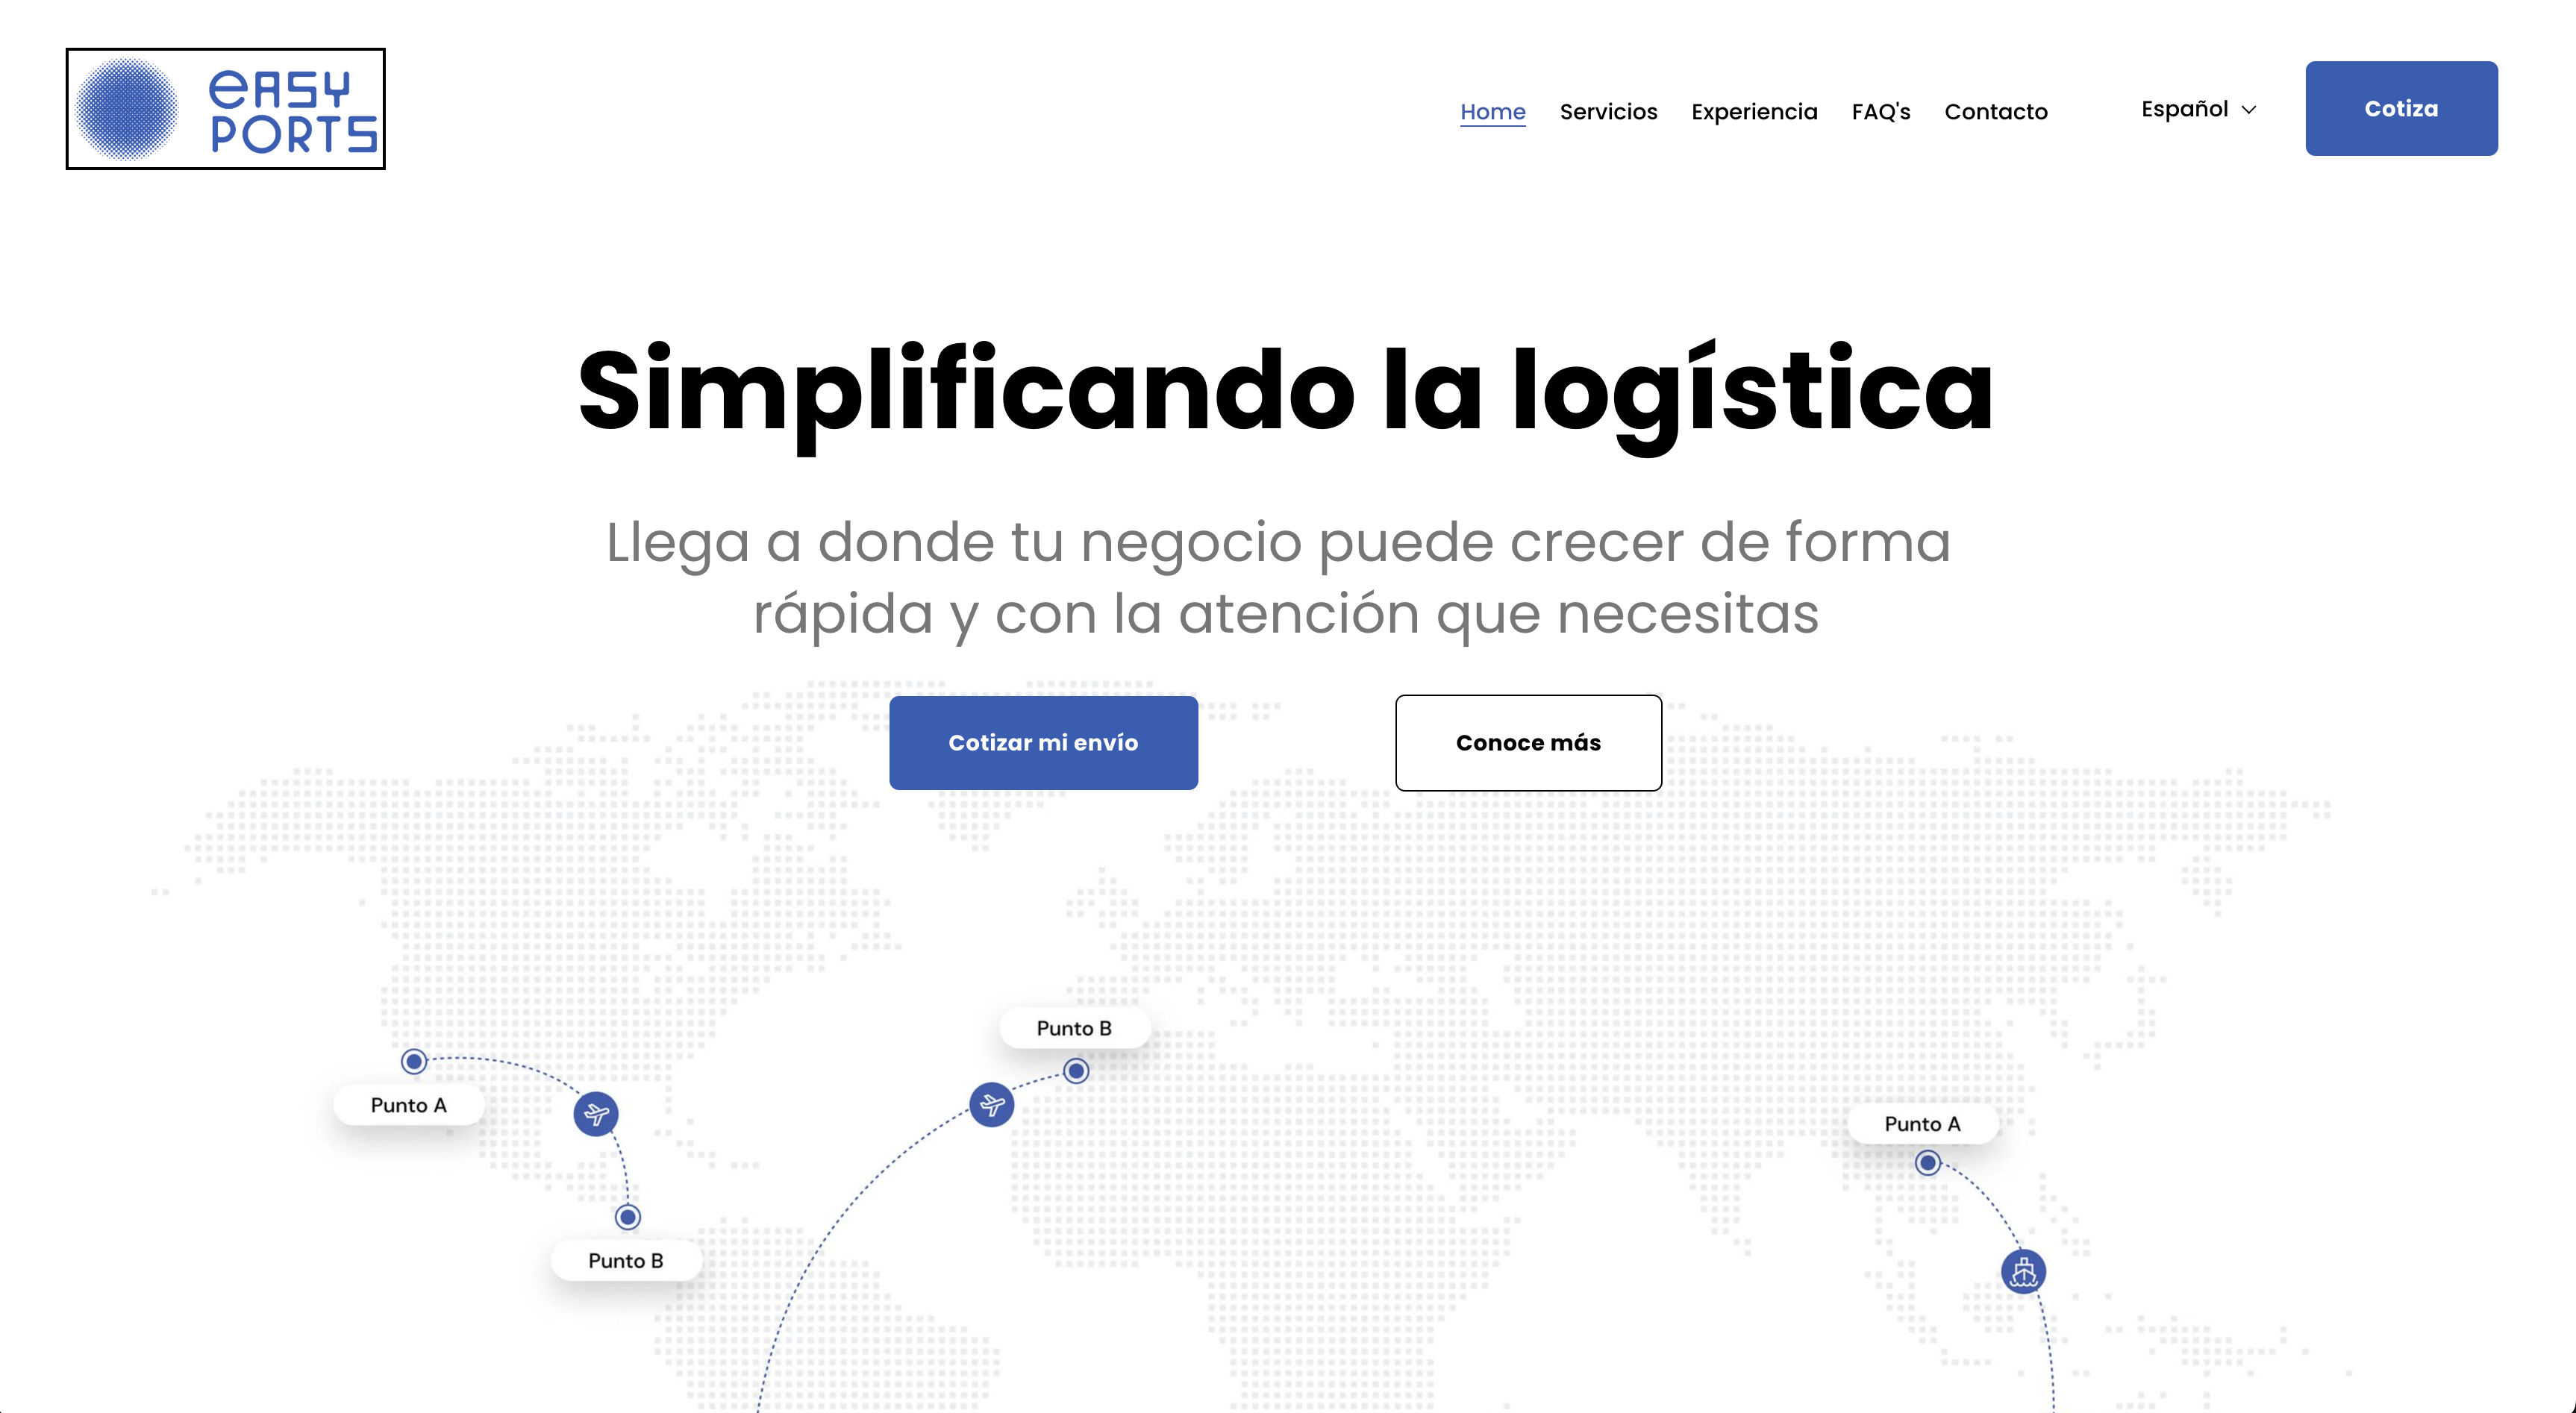 eASY
PORTS
Home Servicios Experiencia FAQ's Contacto Español Cotiza
Simplificando la logística
Llega a donde tu negocio puede crecer de forma
rápida y con la atención que necesitas
Cotizar mi envío Conoce más
Punto B
Punto A
Punto A
Punto B